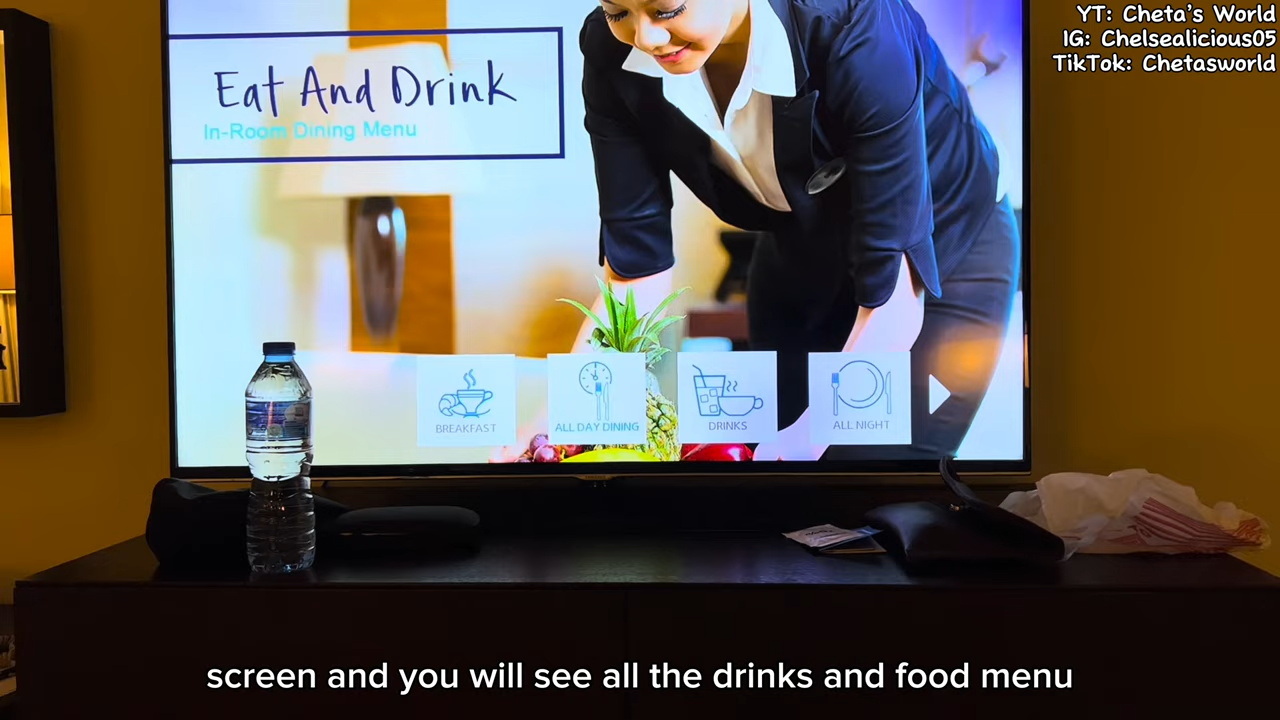 YT: Cheta's World
IG: Chelsealicious05
TikTok: Chetasworld
Eat And Drink
In-Room Dining Menu
BREAKFAST
ALL DAY DINING
DRINKS
ALL NIGHT
screen and you will see all the drinks and food menu